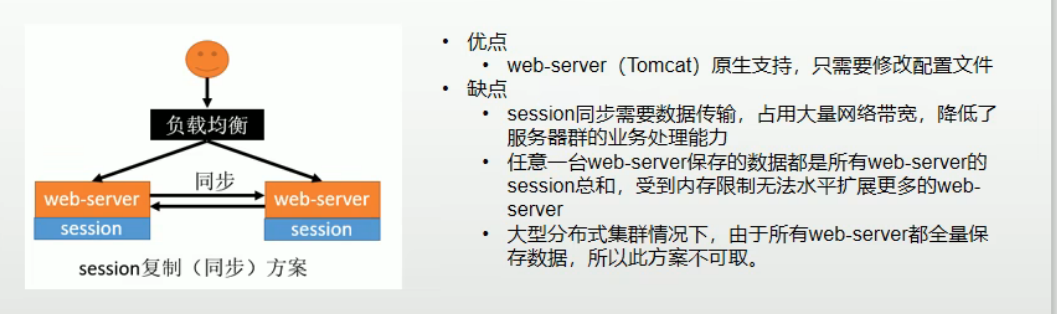 负载均衡
同步
web-server
web-server
session
session
session复制（同步）方案
• 优点
• web-server（Tomcat）原生支持，只需要修改配置文件
• 缺点
• session同步需要数据传输，占用大量网络带宽，降低了
服务器群的业务处理能力
• 任意一台web-server保存的数据都是所有web-server的
session总和，受到内存限制无法水平扩展更多的web-
server
• 大型分布式集群情况下，由于所有web-server都全量保
存数据，所以此方案不可取。